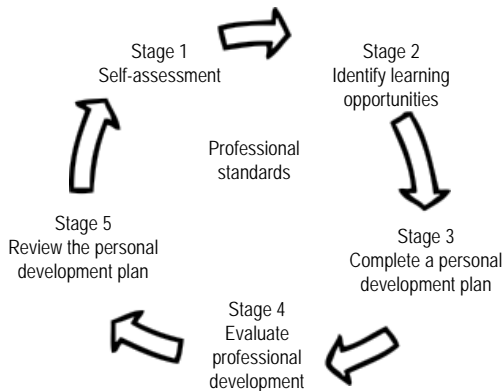 Stage 1
Self-assessment
Stage 2
Identify learning
opportunities
Professional
standards
Stage 3
Complete a personal
development plan
Stage 4
Evaluate
professional
development
Stage 5
Review the personal
development plan